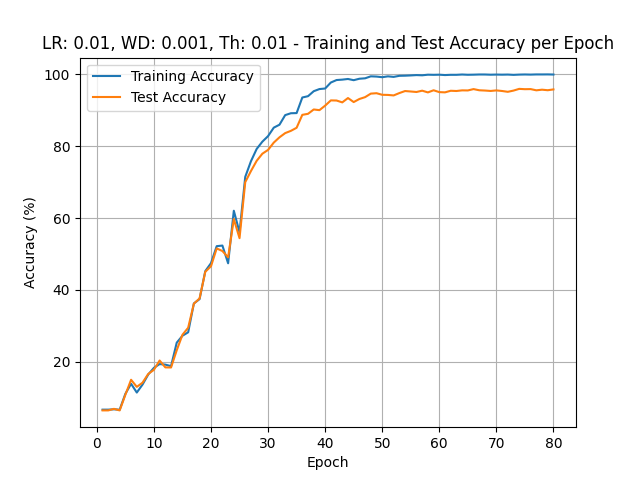 LR: 0.01, WD: 0.001, Th: 0.01 - Training and Test Accuracy per Epoch
Training Accuracy
Test Accuracy
Accuracy (%)
100
80
60
40
20
0 10 20 30 40 50 60 70 80
Epoch